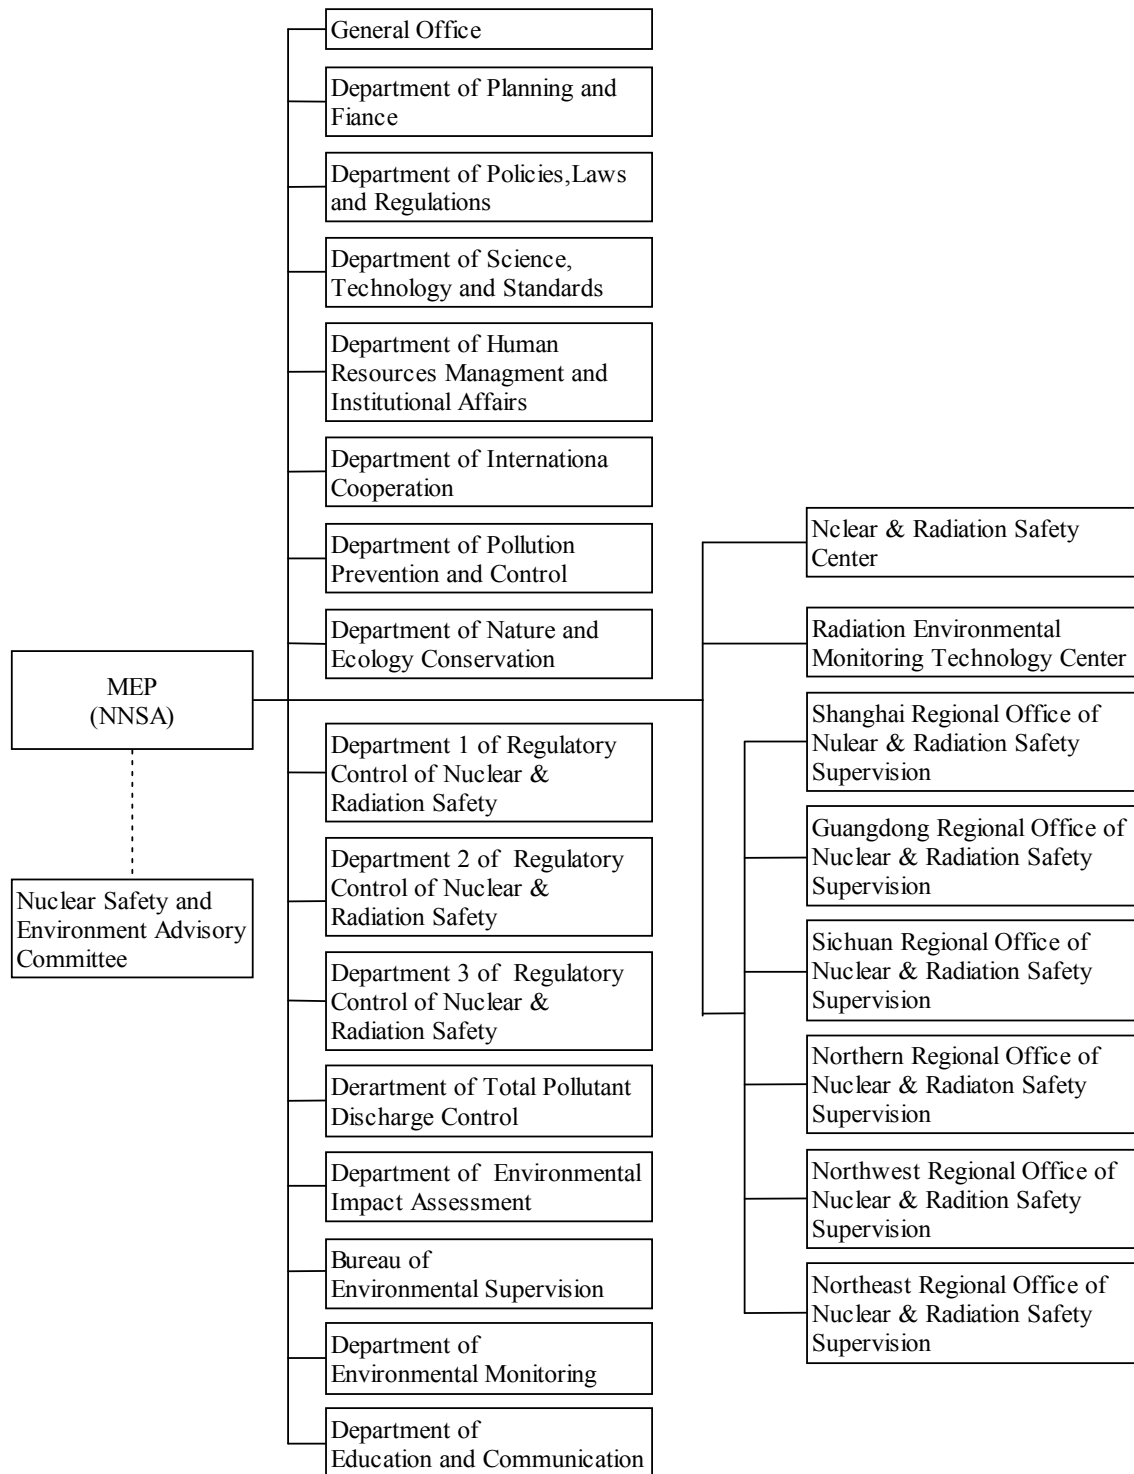 General Office
Department of Planning and
Fiance
Department of Policies,Laws
and Regulations
Department of Science,
Technology and Standards
Department of Human
Resources Managment and
Institutional Affairs
Department of Internationa
Cooperation
Department of Pollution
Prevention and Control
Department of Nature and
Ecology Conservation
MEP
(NNSA)
Nuclear Safety and
Environment Advisory
Committee
Department 1 of Regulatory
Control of Nuclear &
Radiation Safety
Department 2 of Regulatory
Control of Nuclear &
Radiation Safety
Department 3 of Regulatory
Control of Nuclear &
Radiation Safety
Derartment of Total Pollutant
Discharge Control
Department of Environmental
Impact Assessment
Bureau of
Environmental Supervision
Department of
Environmental Monitoring
Department of
Education and Communication
Nclear & Radiation Safety
Center
Radiation Environmental
Monitoring Technology Center
Shanghai Regional Office of
Nulear & Radiation Safety
Supervision
Guangdong Regional Office of
Nuclear & Radiation Safety
Supervision
Sichuan Regional Office of
Nuclear & Radiation Safety
Supervision
Northern Regional Office of
Nuclear & Radiaton Safety
Supervision
Northwest Regional Office of
Nuclear & Radition Safety
Supervision
Northeast Regional Office of
Nuclear & Radiation Safety
Supervision